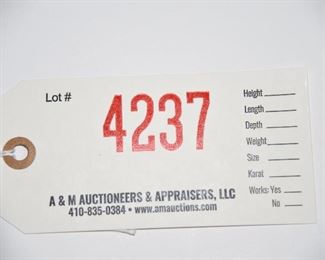 Lot #
4237
Height
Length
Depth
Weight
Size
Karat
Works: Yes
No
A & M AUCTIONEERS & APPRAISERS, LLC
410-835-0384 • www.amauctions.com